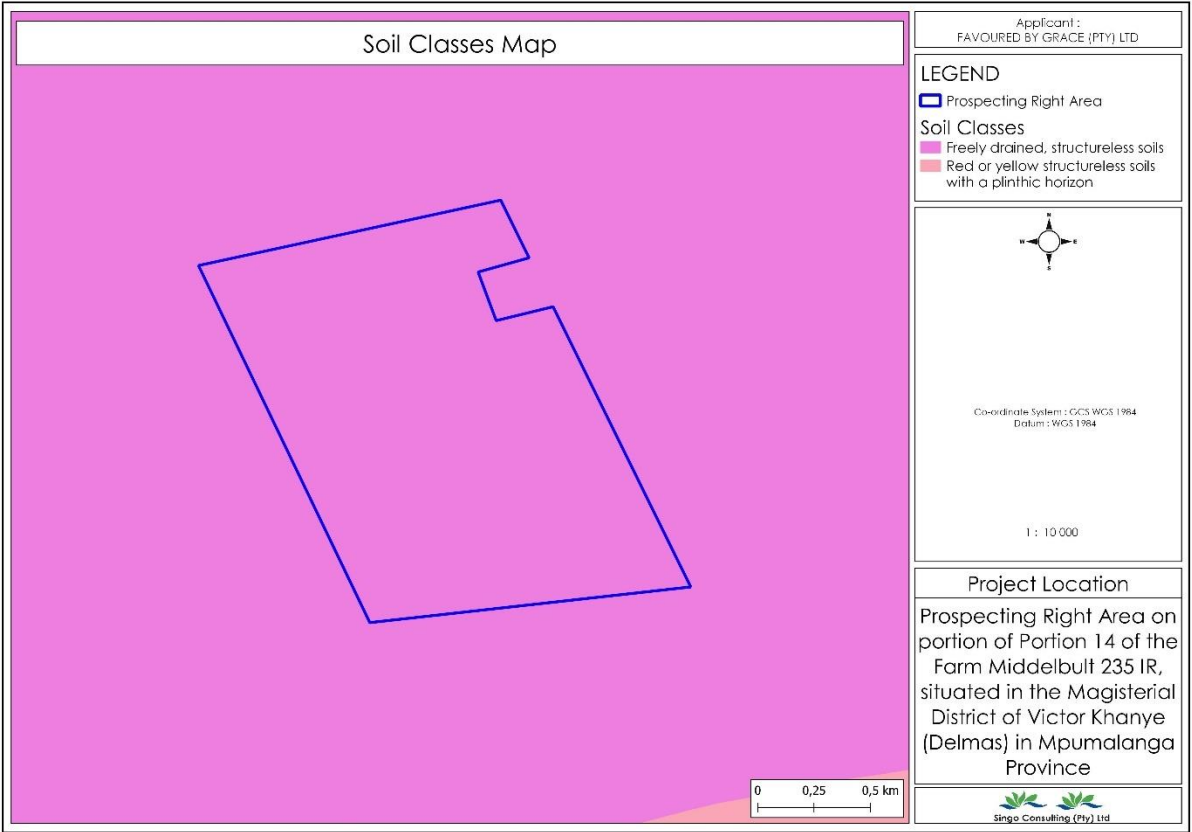 Soil Classes Map
Applicant :
FAVOURED BY GRACE (PTY) LTD
LEGEND
Prospecting Right Area
Soil Classes
Freely drained, structureless soils
Red or yellow structureless soils
with a plinthic horizon
N
W E
S
Co-ordinate System : GCS WGS 1984
Datum : WGS 1984
1 : 10 000
Project Location
Prospecting Right Area on
portion of Portion 14 of the
Farm Middelbult 235 IR,
situated in the Magisterial
District of Victor Khanye
(Delmas) in Mpumalanga
Province
0 0,25 0,5 km
Singo Consulting (Pty) Ltd